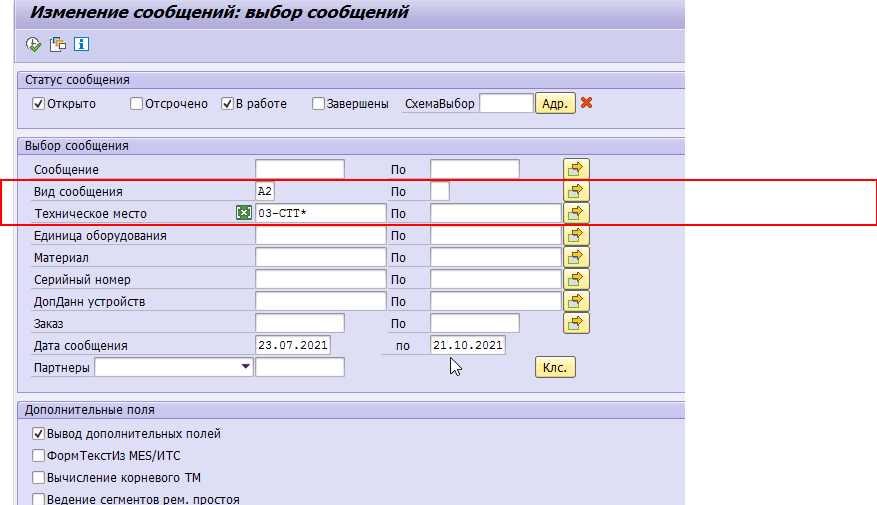 Изменение сообщений: выбор сообщений
Статус сообщения
Открыто Отсрочено В работе Завершены СхемаВыбор Адр.
Выбор сообщения
Сообщение По
Вид сообщения A2 По
Техническое место 03-СТТ* По
Единица оборудования По
Материал По
Серийный номер По
ДопДанн устройств По
Заказ По
Дата сообщения 23.07.2021 по 21.10.2021
Партнеры Клс.
Дополнительные поля
Вывод дополнительных полей
ФормТекстИз MES/ИТС
Вычисление корневого ТМ
Ведение сегментов рем. простоя